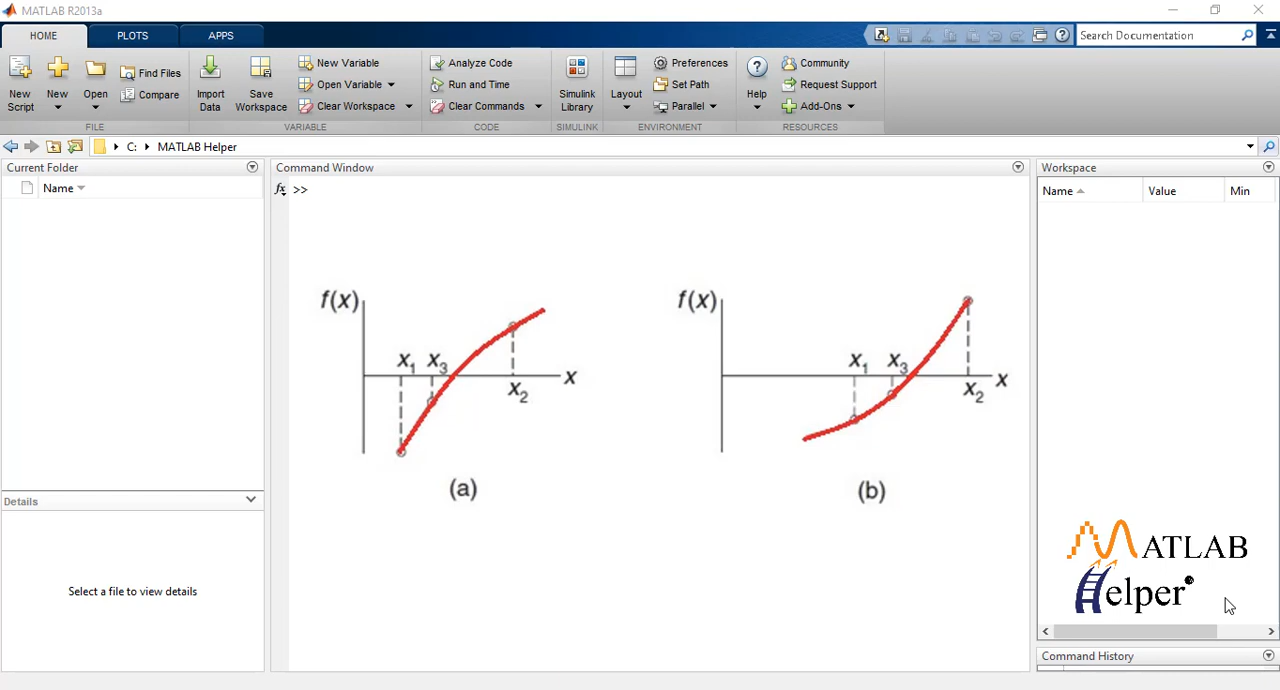 MATLAB R2013a
HOME PLOTS APPS
Search Documentation
New Script
New
Open
Find Files
Compare
Import Data
Save Workspace
New Variable
Open Variable
Clear Workspace
Analyze Code
Run and Time
Clear Commands
Simulink Library
Layout
Preferences
Set Path
Parallel
Help
Community
Request Support
Add-Ons
FILE VARIABLE CODE SIMULINK ENVIRONMENT RESOURCES
C: MATLAB Helper
Current Folder
Name
Details
Select a file to view details
Command Window
fx >>
f(x)
x1 x3
x2
x
(a)
f(x)
x1 x3
x2
x
(b)
Workspace
Name Value Min
MATLAB
Helper
Command History